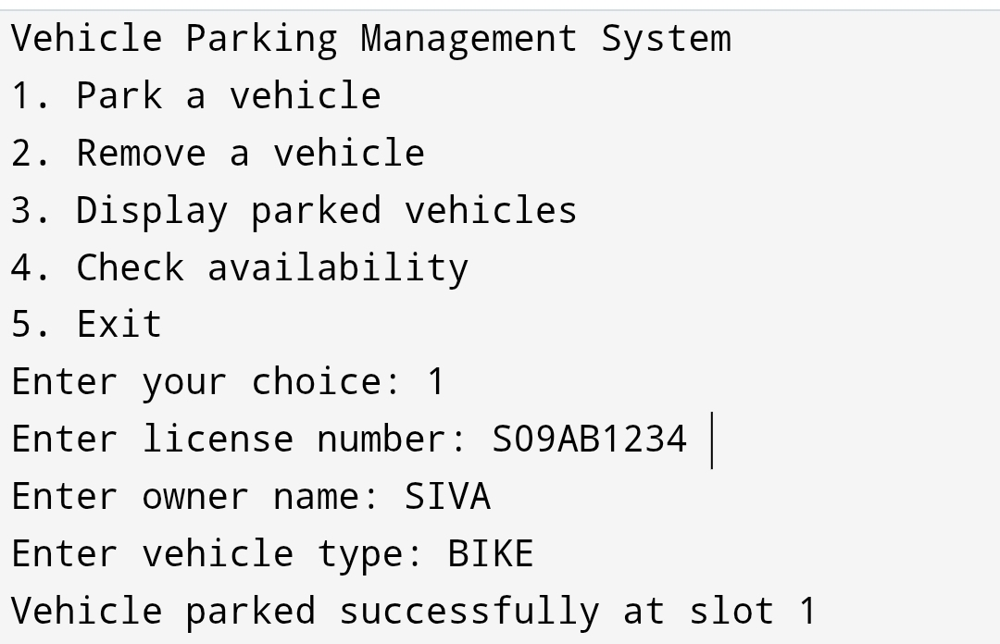 Vehicle Parking Management System
1. Park a vehicle
2. Remove a vehicle
3. Display parked vehicles
4. Check availability
5. Exit
Enter your choice: 1
Enter license number: S09AB1234
Enter owner name: SIVA
Enter vehicle type: BIKE
Vehicle parked successfully at slot 1